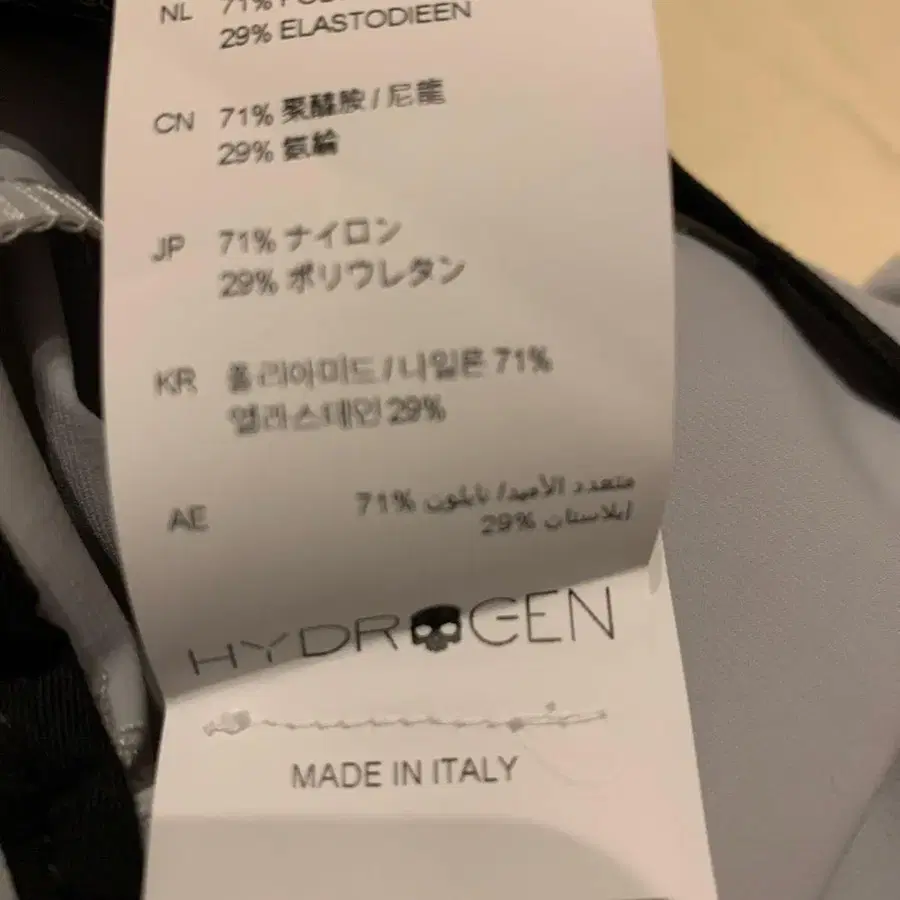 NL 71%
29% ELASTODIEEN
CN 71% 聚醯胺 / 尼龍
29% 氨綸
JP 71% ナイロン
29% ポリウレタン
KR 폴리아미드/나일론 71%
엘라스테인 29%
AE متعدد الأميد/ نايلون 71%
إيلاستان 29%
HYDROGEN
MADE IN ITALY